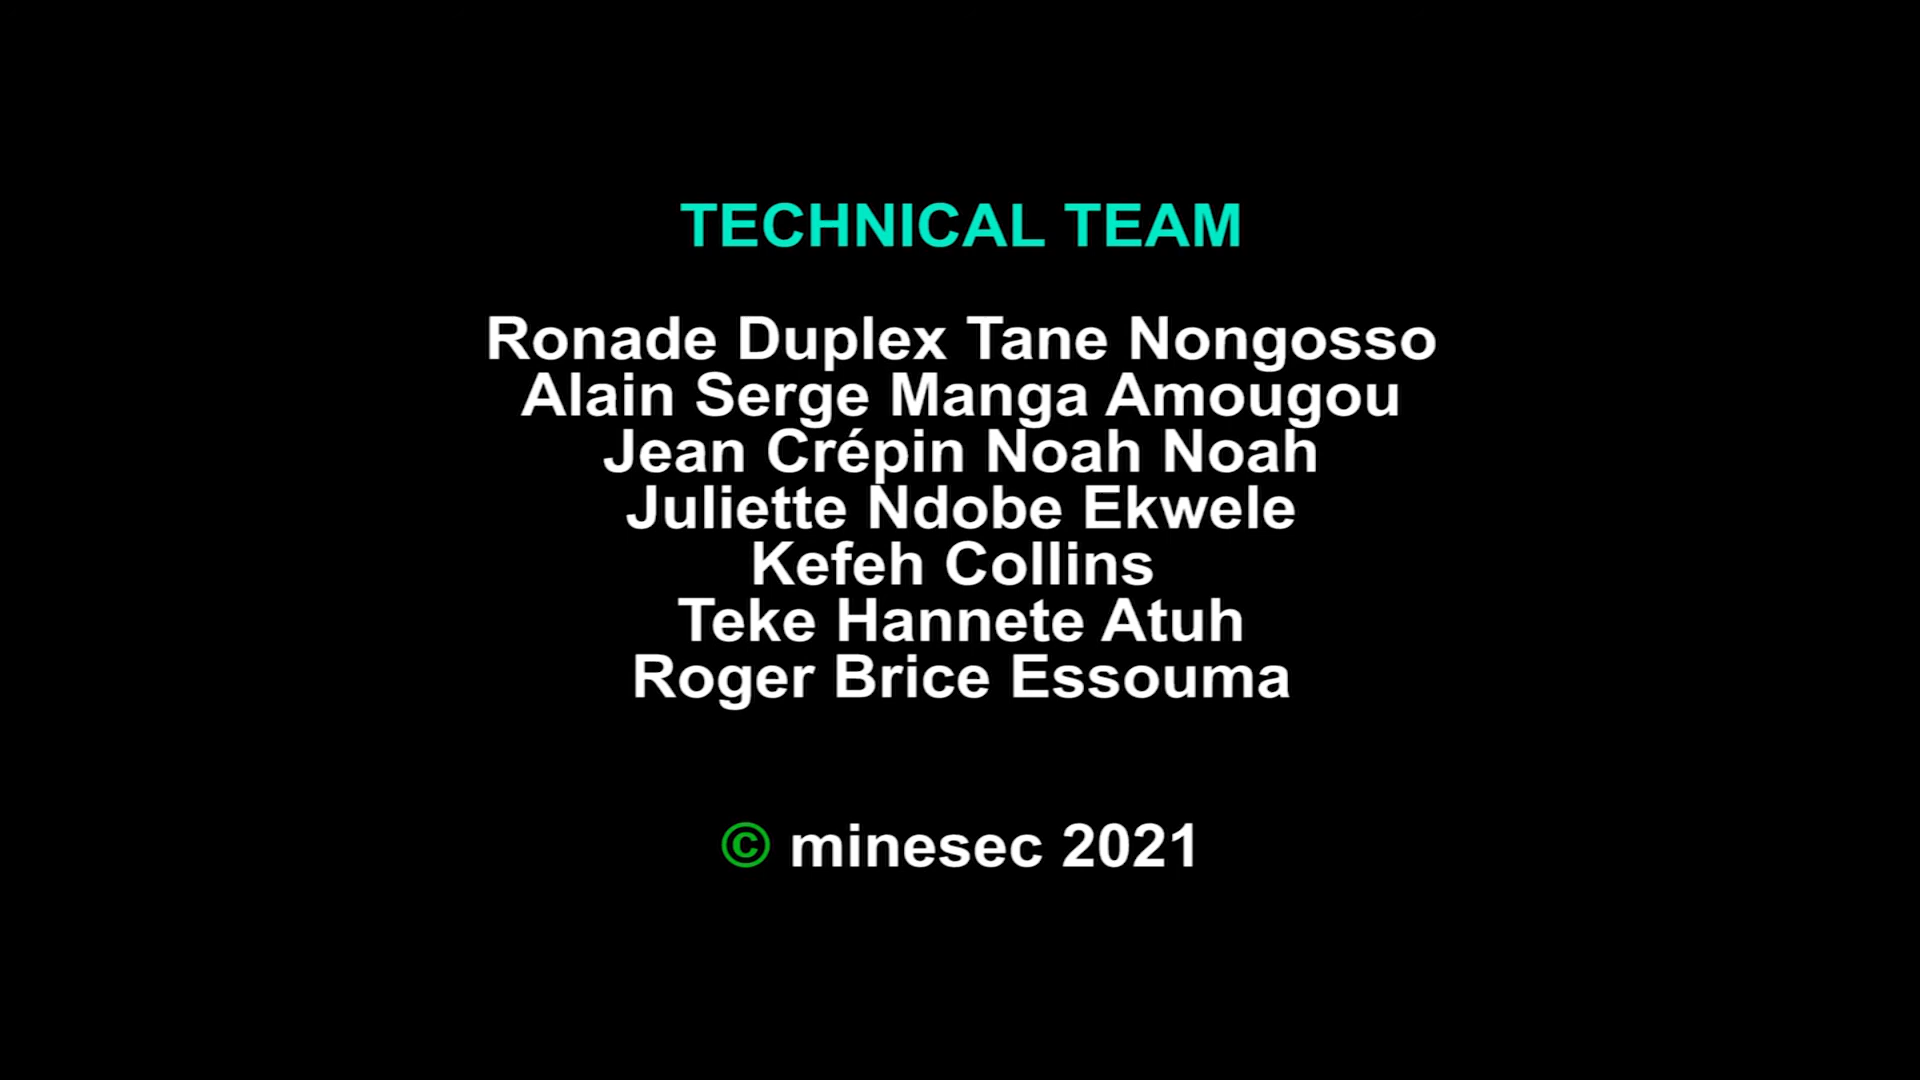 TECHNICAL TEAM
Ronade Duplex Tane Nongosso
Alain Serge Manga Amougou
Jean Crépin Noah Noah
Juliette Ndobe Ekwele
Kefeh Collins
Teke Hannete Atuh
Roger Brice Essouma
© minesec 2021